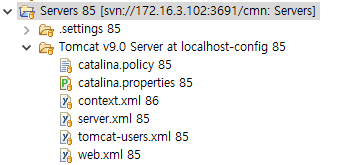 Servers 85 [svn://172.16.3.102:3691/cmn: Servers]
.settings 85
Tomcat v9.0 Server at localhost-config 85
catalina.policy 85
catalina.properties 85
context.xml 86
server.xml 85
tomcat-users.xml 85
web.xml 85